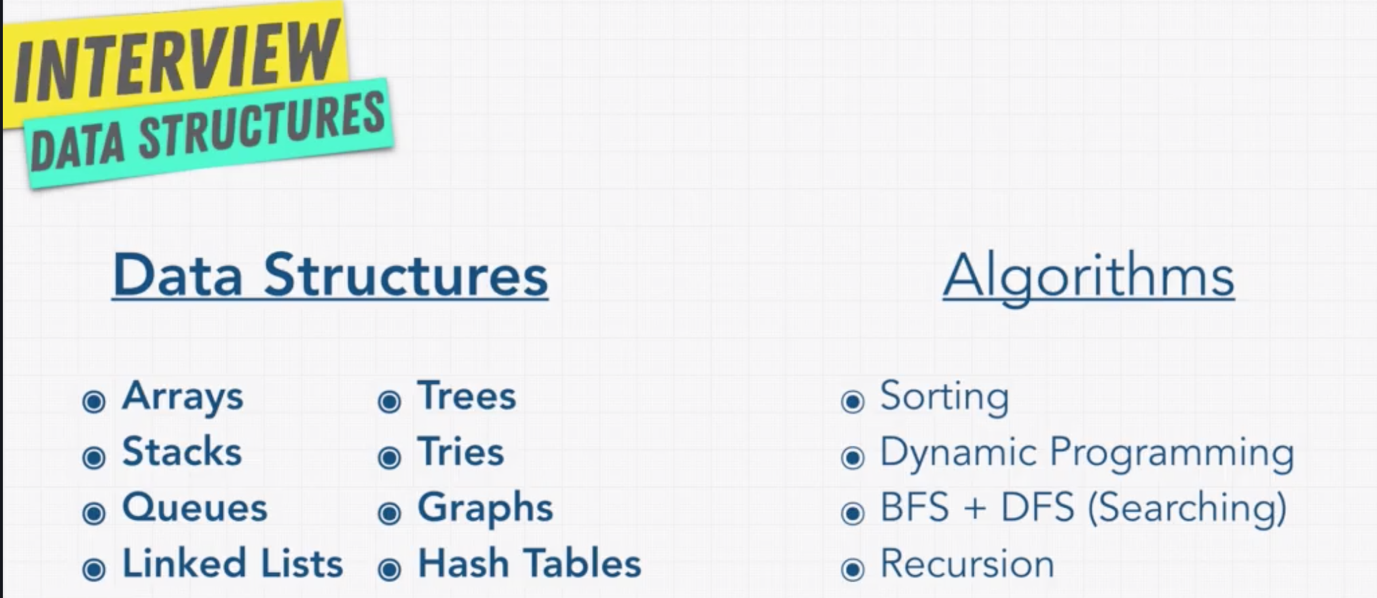 INTERVIEW
DATA STRUCTURES
Data Structures
Arrays
Stacks
Queues
Linked Lists
Trees
Tries
Graphs
Hash Tables
Algorithms
Sorting
Dynamic Programming
BFS + DFS (Searching)
Recursion